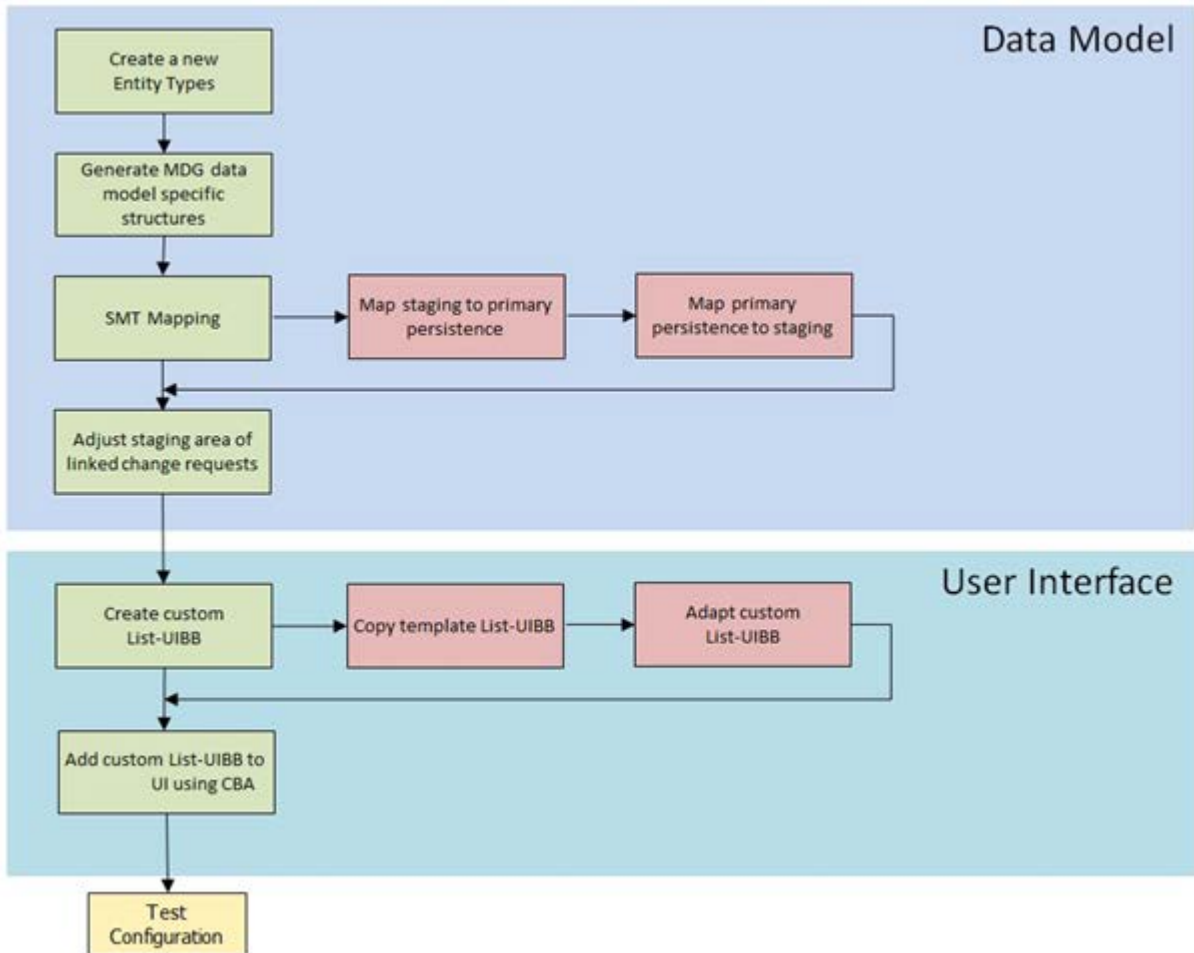 Data Model
Create a new
Entity Types
Generate MDG data
model specific
structures
SMT Mapping
Map staging to primary
persistence
Map primary
persistence to staging
Adjust staging area of
linked change requests
User Interface
Create custom
List-UIBB
Copy template List-UIBB
Adapt custom
List-UIBB
Add custom List-UIBB to
UI using CBA
Test
Configuration